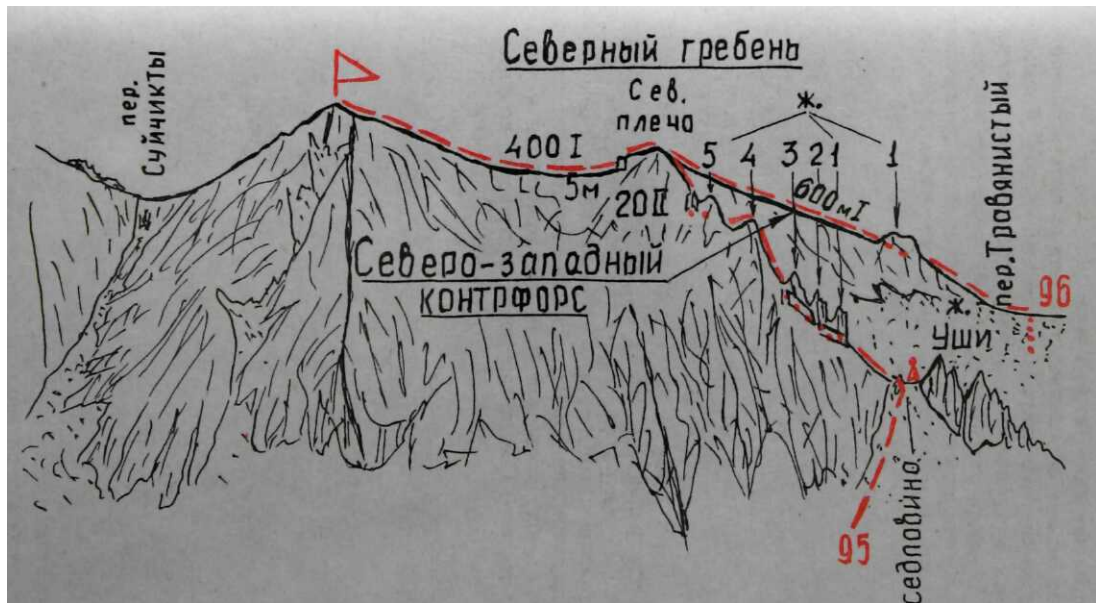 Северный гребень
пер.
Суйчикты
Сев.
плечо
ж.
5 4 3 2 1 1
400 I
5м
20 II
600м I
Северо-западный
контрфорс
пер. Травянистый
96
ж.
Уши
95
Седловина